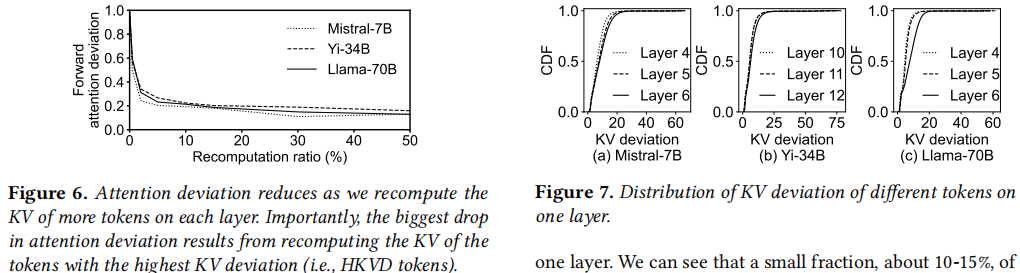 1.0
0.8
0.6
0.4
0.2
0.0
Forward
attention deviation
Mistral-7B
Yi-34B
Llama-70B
0 10 20 30 40 50
Recomputation ratio (%)
Figure 6. Attention deviation reduces as we recompute the
KV of more tokens on each layer. Importantly, the biggest drop
in attention deviation results from recomputing the KV of the
tokens with the highest KV deviation (i.e., HKVD tokens).
1.0
0.5
0.0
CDF
Layer 4
Layer 5
Layer 6
0 20 40 60
KV deviation
(a) Mistral-7B
1.0
0.5
0.0
CDF
Layer 10
Layer 11
Layer 12
0 25 50 75
KV deviation
(b) Yi-34B
1.0
0.5
0.0
CDF
Layer 4
Layer 5
Layer 6
0 20 40 60
KV deviation
(c) Llama-70B
Figure 7. Distribution of KV deviation of different tokens on
one layer.
one layer. We can see that a small fraction, about 10-15%, of